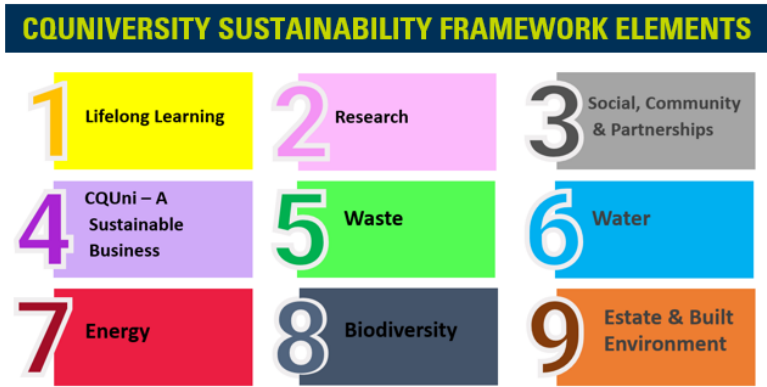 CQUNIVERSITY SUSTAINABILITY FRAMEWORK ELEMENTS
1
Lifelong Learning
2
Research
3
Social, Community
& Partnerships
4
CQUni – A
Sustainable
Business
5
Waste
6
Water
7
Energy
8
Biodiversity
9
Estate & Built
Environment